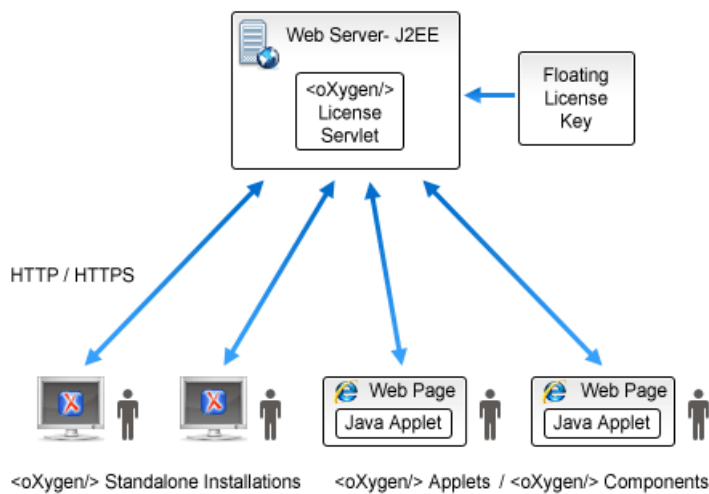 Web Server- J2EE
<oXygen/>
License
Servlet
Floating
License
Key
HTTP / HTTPS
X
X
Web Page
Java Applet
Web Page
Java Applet
<oXygen/> Standalone Installations
<oXygen/> Applets / <oXygen/> Components